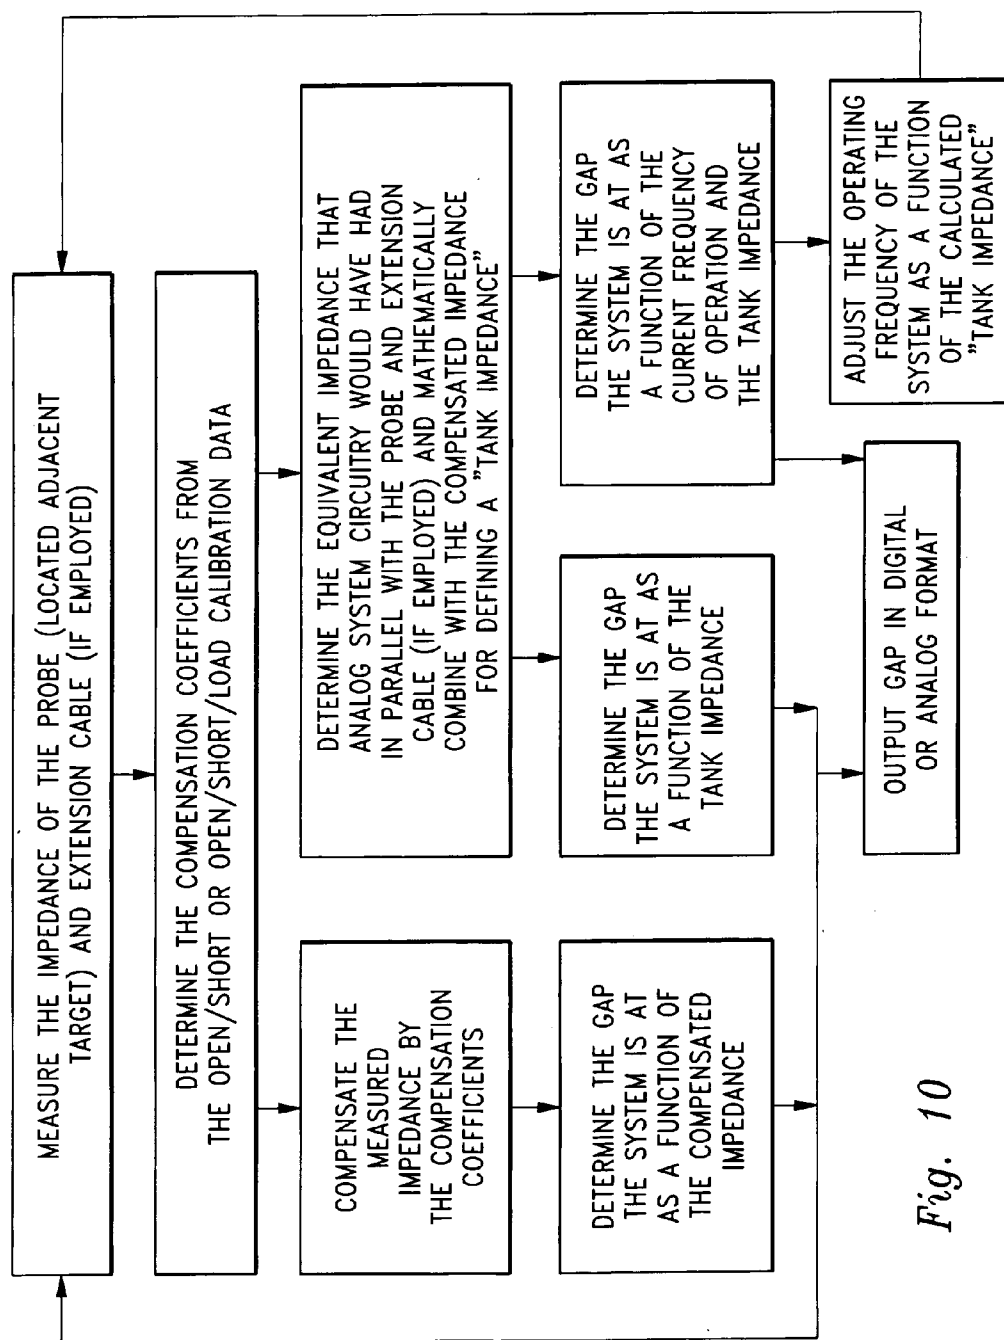 MEASURE THE IMPEDANCE OF THE PROBE (LOCATED ADJACENT
TARGET) AND EXTENSION CABLE (IF EMPLOYED)
DETERMINE THE COMPENSATION COEFFICIENTS FROM
THE OPEN/SHORT OR OPEN/SHORT/LOAD CALIBRATION DATA
COMPENSATE THE
MEASURED
IMPEDANCE BY
THE COMPENSATION
COEFFICIENTS
DETERMINE THE EQUIVALENT IMPEDANCE THAT
ANALOG SYSTEM CIRCUITRY WOULD HAVE HAD
IN PARALLEL WITH THE PROBE AND EXTENSION
CABLE (IF EMPLOYED) AND MATHEMATICALLY
COMBINE WITH THE COMPENSATED IMPEDANCE
FOR DEFINING A "TANK IMPEDANCE"
DETERMINE THE GAP
THE SYSTEM IS AT
AS A FUNCTION OF
THE COMPENSATED
IMPEDANCE
DETERMINE THE GAP
THE SYSTEM IS AT AS
A FUNCTION OF THE
TANK IMPEDANCE
DETERMINE THE GAP
THE SYSTEM IS AT AS
A FUNCTION OF THE
CURRENT FREQUENCY
OF OPERATION AND
THE TANK IMPEDANCE
OUTPUT GAP IN DIGITAL
OR ANALOG FORMAT
ADJUST THE OPERATING
FREQUENCY OF THE
SYSTEM AS A FUNCTION
OF THE CALCULATED
"TANK IMPEDANCE"
Fig. 10